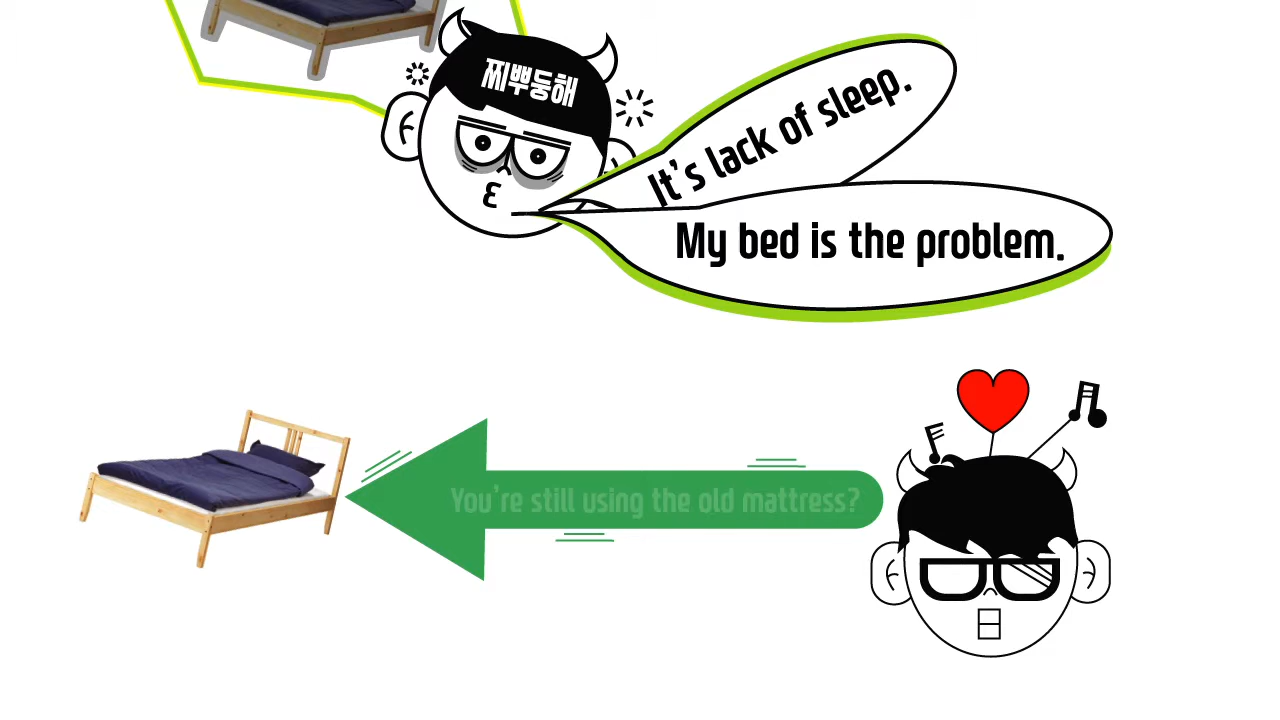 찌뿌둥해
It's lack of sleep.
My bed is the problem.
You're still using the old mattress?